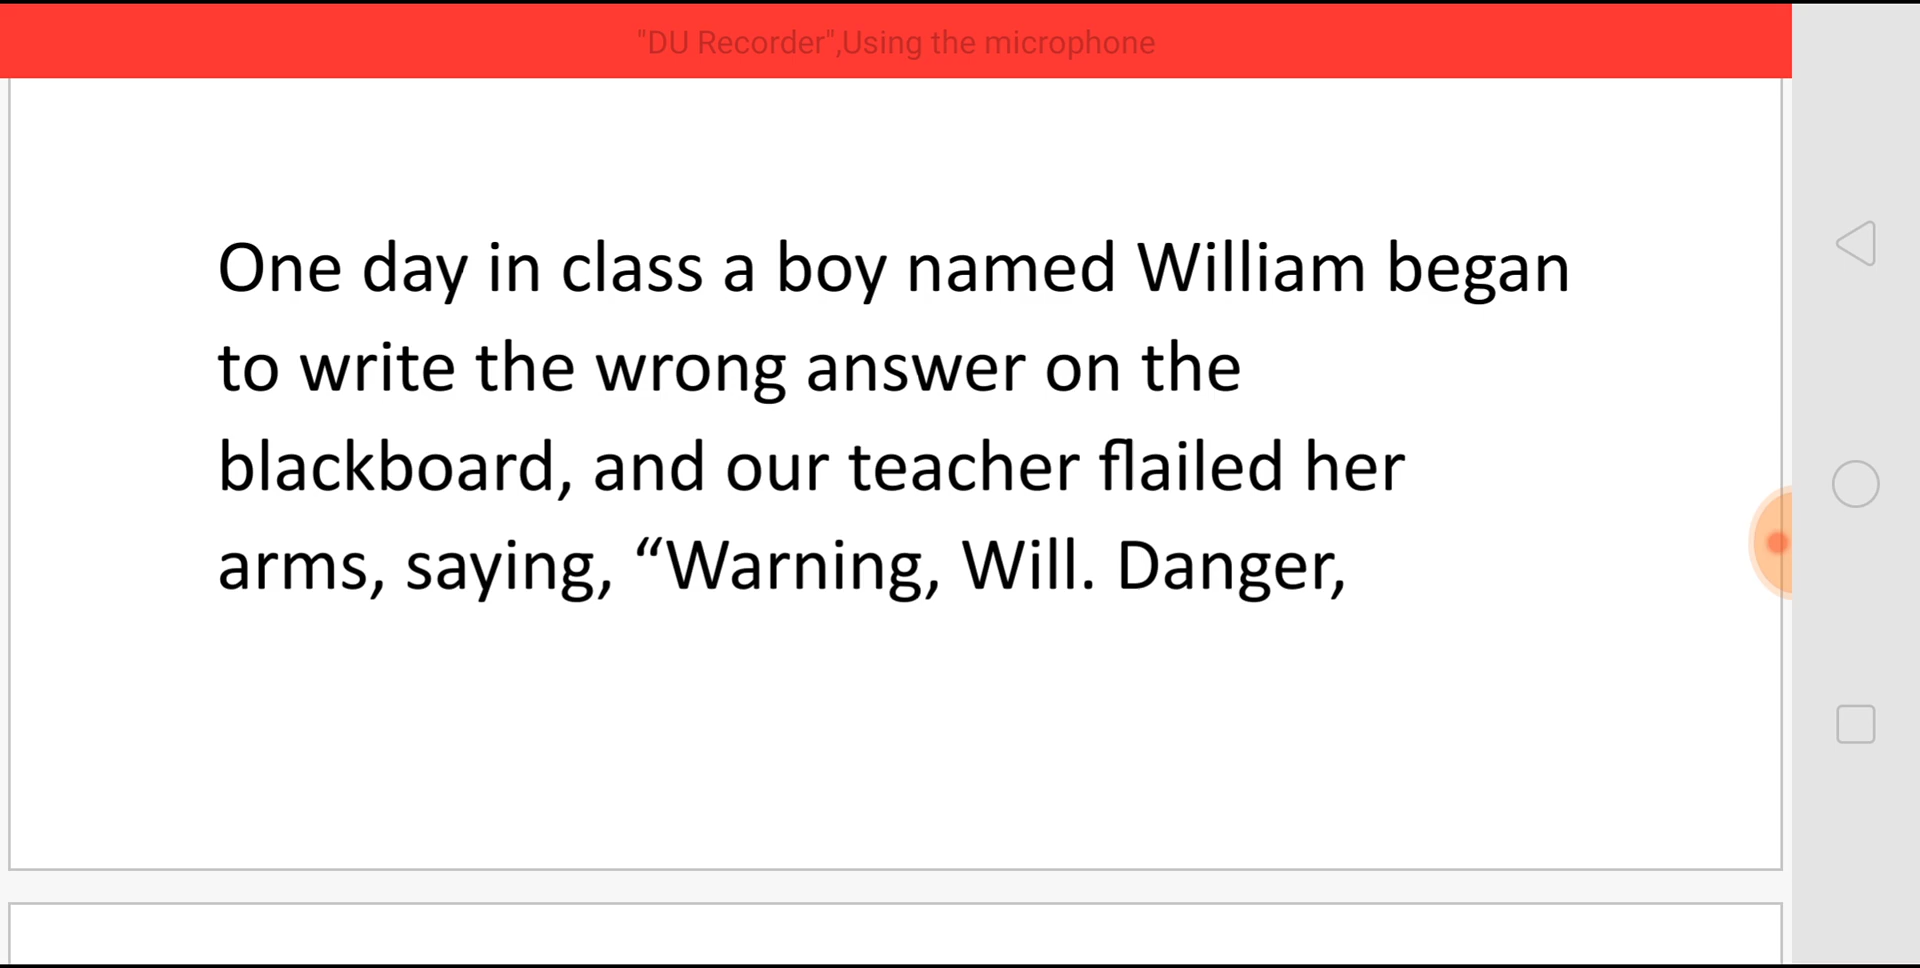 "DU Recorder",Using the microphone
One day in class a boy named William began
to write the wrong answer on the
blackboard, and our teacher flailed her
arms, saying, “Warning, Will. Danger,